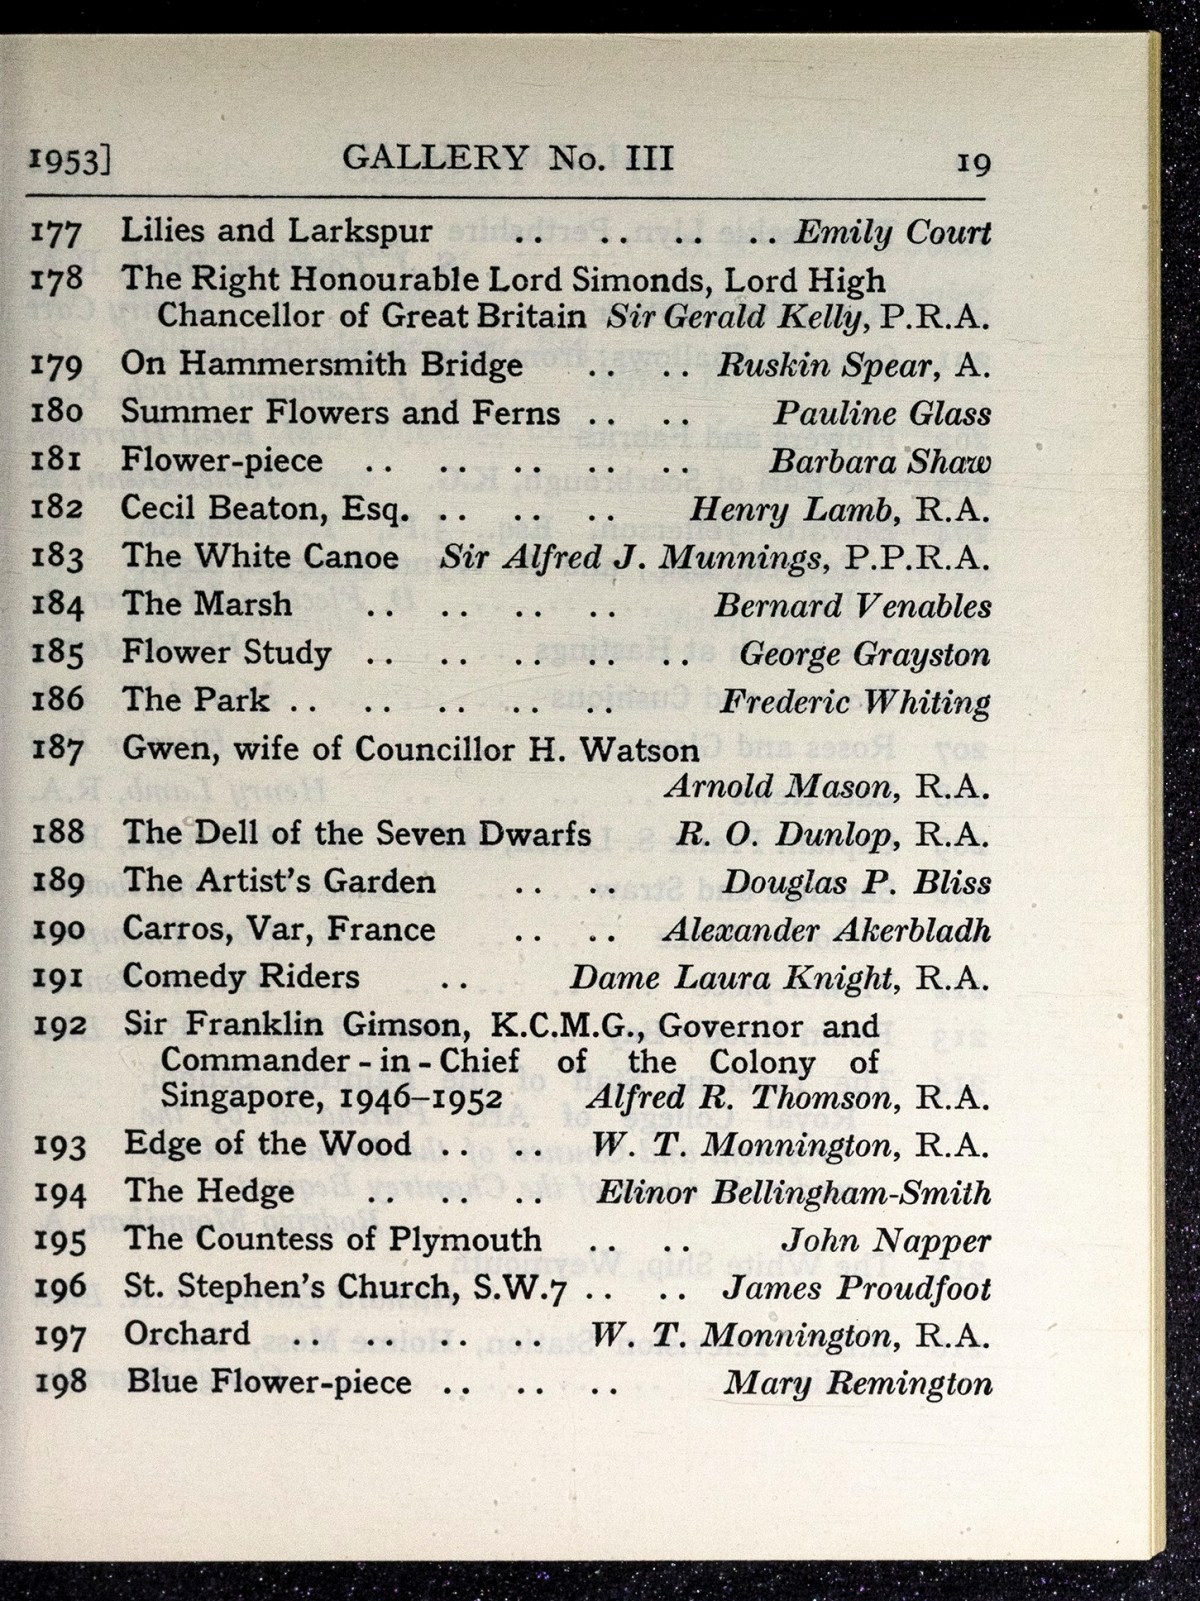 1953] GALLERY No. III 19
177 Lilies and Larkspur .. .. .. .. Emily Court
178 The Right Honourable Lord Simonds, Lord High
Chancellor of Great Britain Sir Gerald Kelly, P.R.A.
179 On Hammersmith Bridge .. .. Ruskin Spear, A.
180 Summer Flowers and Ferns .. .. Pauline Glass
181 Flower-piece .. .. .. .. .. Barbara Shaw
182 Cecil Beaton, Esq. .. .. .. Henry Lamb, R.A.
183 The White Canoe Sir Alfred J. Munnings, P.P.R.A.
184 The Marsh .. .. .. .. Bernard Venables
185 Flower Study .. .. .. .. .. George Grayston
186 The Park .. .. .. .. .. Frederic Whiting
187 Gwen, wife of Councillor H. Watson
Arnold Mason, R.A.
188 The Dell of the Seven Dwarfs R. O. Dunlop, R.A.
189 The Artist's Garden .. .. Douglas P. Bliss
190 Carros, Var, France .. .. Alexander Akerbladh
191 Comedy Riders .. Dame Laura Knight, R.A.
192 Sir Franklin Gimson, K.C.M.G., Governor and
Commander-in-Chief of the Colony of
Singapore, 1946–1952 Alfred R. Thomson, R.A.
193 Edge of the Wood .. .. W. T. Monnington, R.A.
194 The Hedge .. .. .. Elinor Bellingham-Smith
195 The Countess of Plymouth .. .. John Napper
196 St. Stephen's Church, S.W.7 .. .. James Proudfoot
197 Orchard .. .. .. .. W. T. Monnington, R.A.
198 Blue Flower-piece .. .. .. Mary Remington